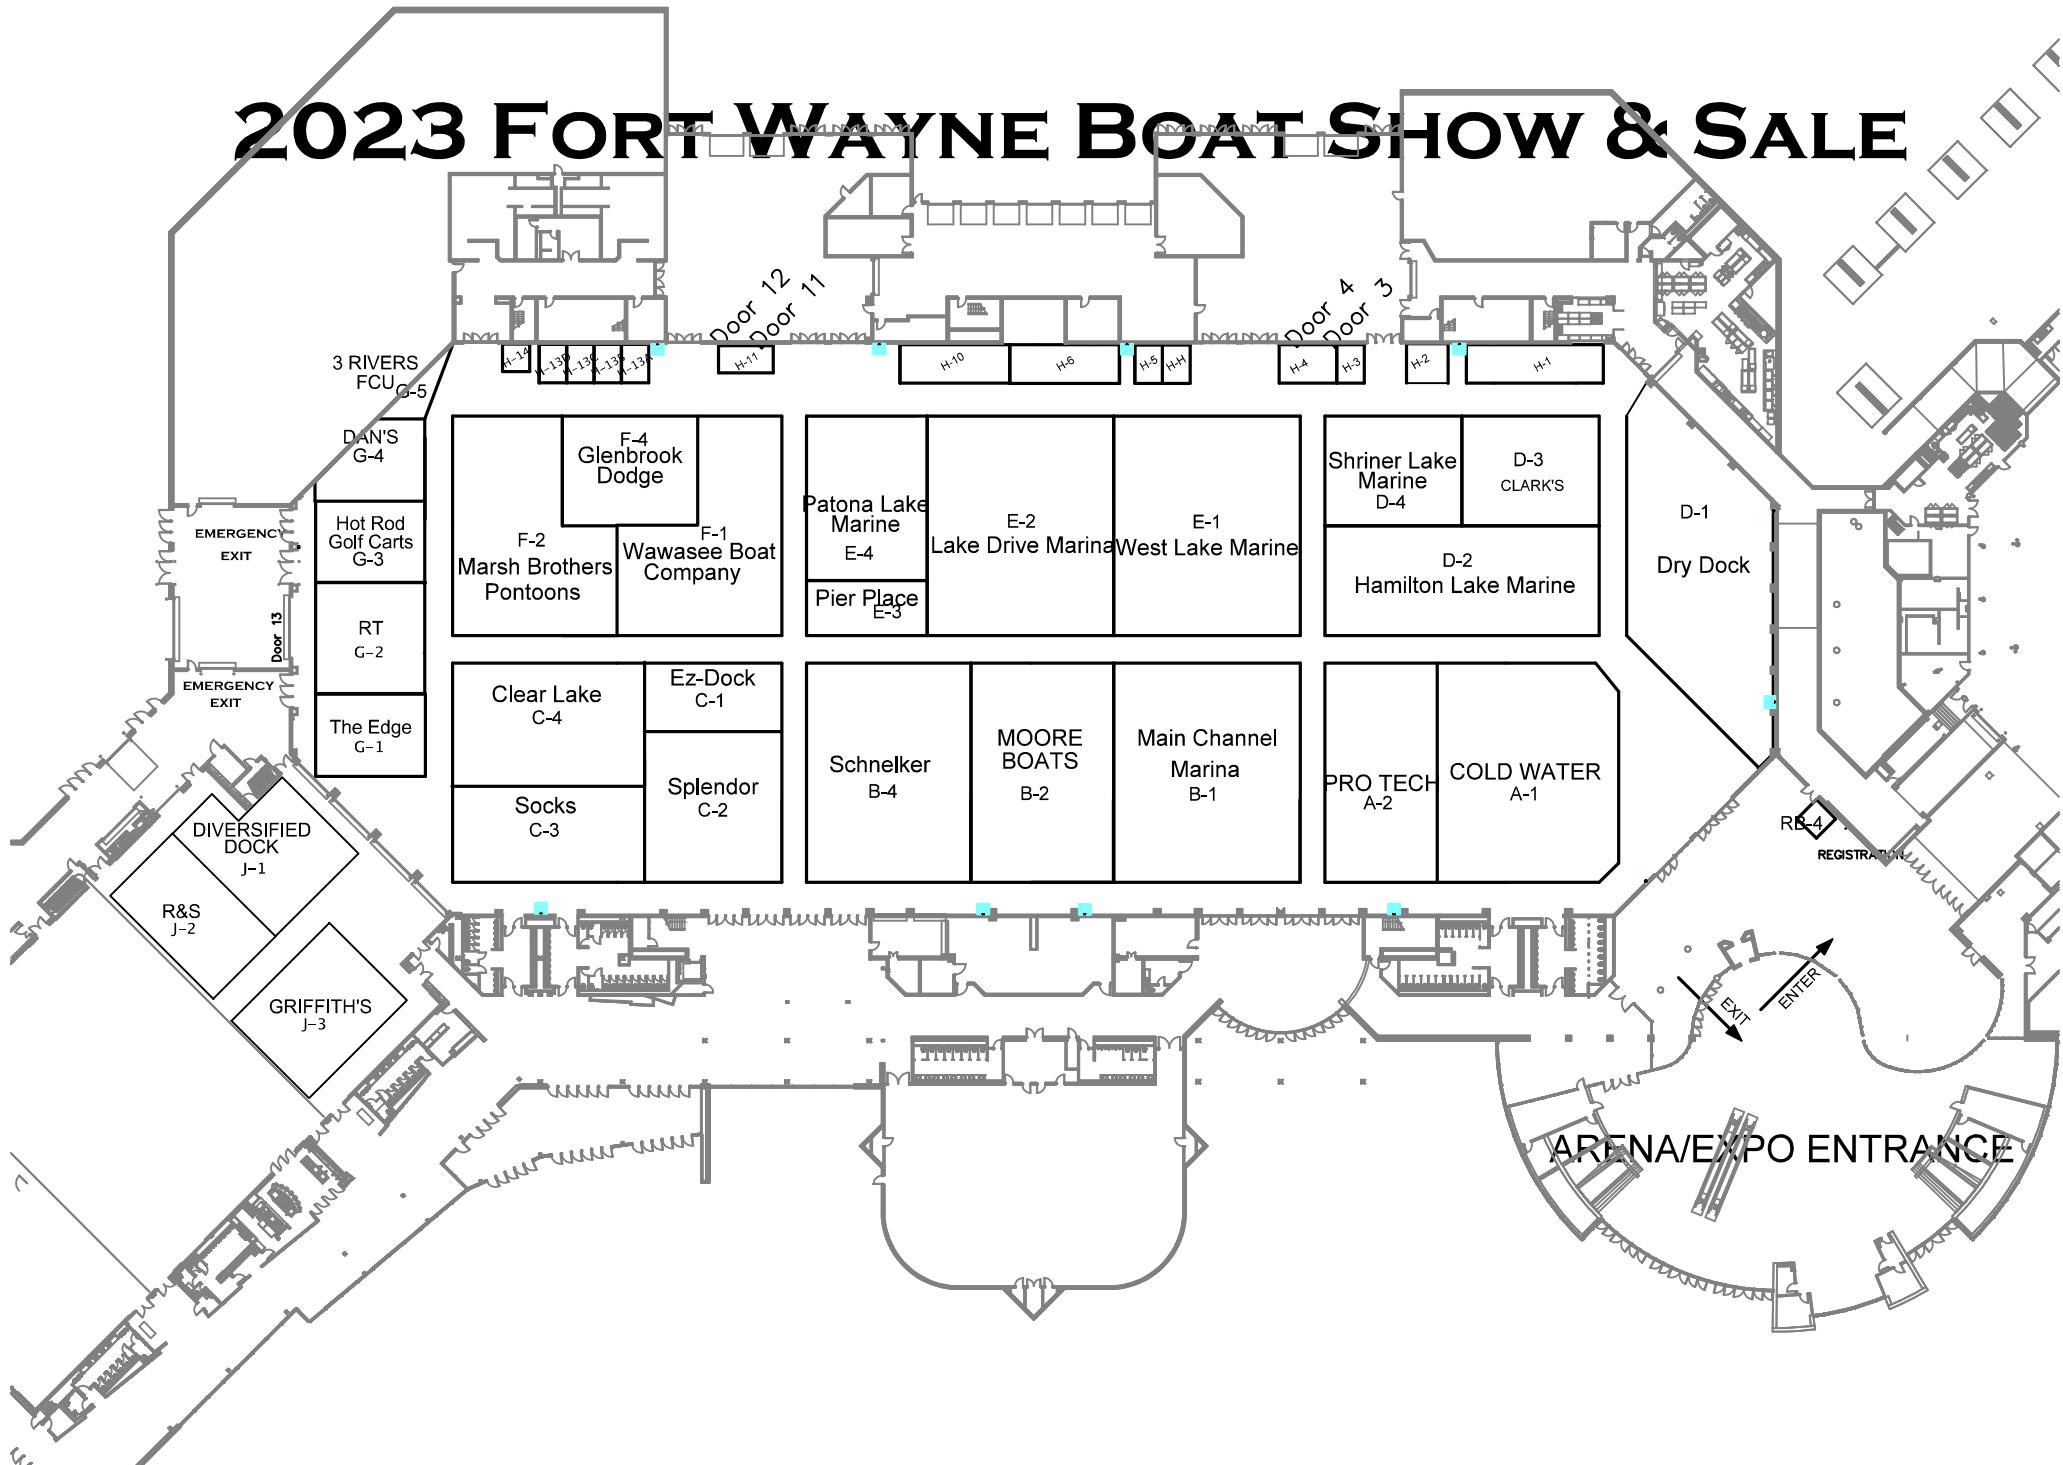 2023 FORT WAYNE BOAT SHOW & SALE
Door 12
Door 11
Door 4
Door 3
3 RIVERS
FCU
G-5
H-14
H-13D
H-13C
H-13B
H-13A
H-11
H-10
H-6
H-5
H-H
H-4
H-3
H-2
H-1
DAN'S
G-4
Hot Rod
Golf Carts
G-3
RT
G-2
The Edge
G-1
EMERGENCY
EXIT
Door 13
EMERGENCY
EXIT
F-4
Glenbrook
Dodge
F-2
Marsh Brothers
Pontoons
F-1
Wawasee Boat
Company
Patona Lake
Marine
E-4
Pier Place
E-3
E-2
Lake Drive Marina
E-1
West Lake Marine
Shriner Lake
Marine
D-4
D-3
CLARK'S
D-2
Hamilton Lake Marine
D-1
Dry Dock
Clear Lake
C-4
Ez-Dock
C-1
Socks
C-3
Splendor
C-2
Schnelker
B-4
MOORE
BOATS
B-2
Main Channel
Marina
B-1
PRO TECH
A-2
COLD WATER
A-1
RB-4
REGISTRATION
DIVERSIFIED
DOCK
J-1
R&S
J-2
GRIFFITH'S
J-3
EXIT
ENTER
ARENA/EXPO ENTRANCE